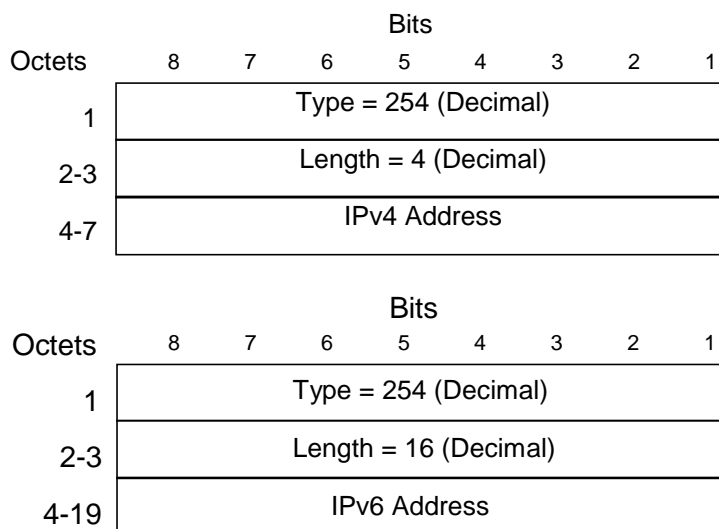 Bits
Octets 8 7 6 5 4 3 2 1
1 Type = 254 (Decimal)
2-3 Length = 4 (Decimal)
4-7 IPv4 Address
Bits
Octets 8 7 6 5 4 3 2 1
1 Type = 254 (Decimal)
2-3 Length = 16 (Decimal)
4-19 IPv6 Address